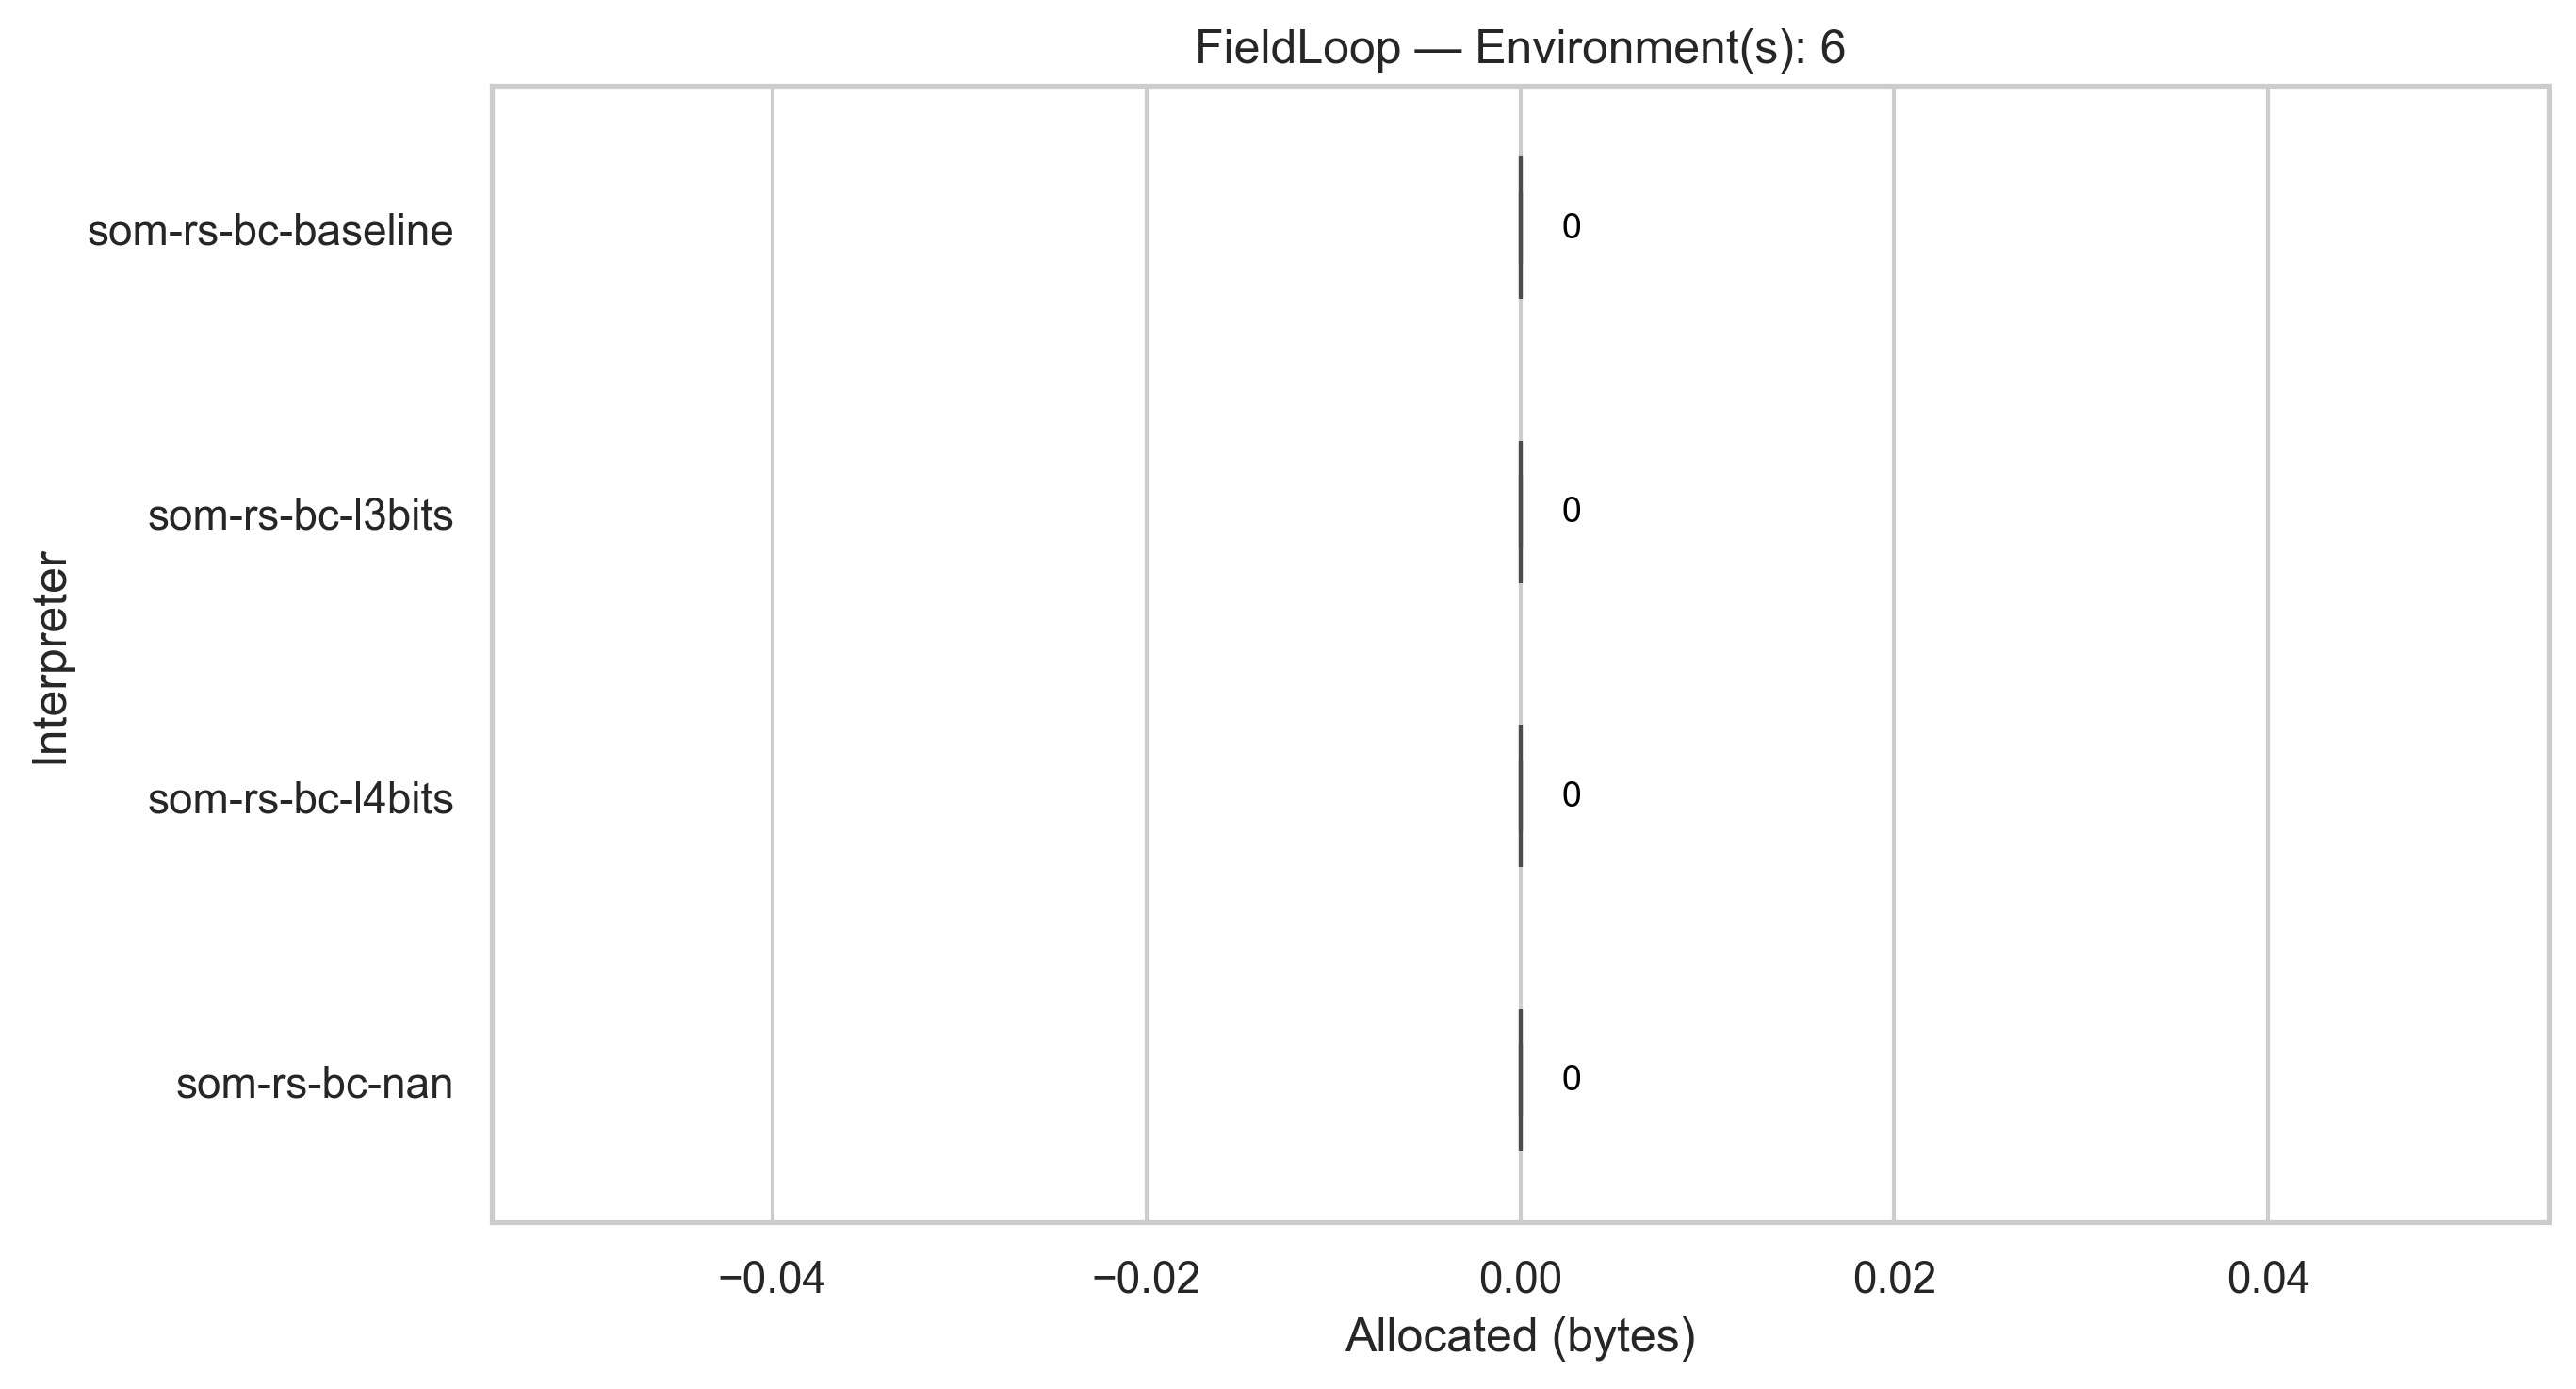 FieldLoop — Environment(s): 6
som-rs-bc-baseline
0
som-rs-bc-l3bits
0
som-rs-bc-l4bits
0
som-rs-bc-nan
0
Interpreter
−0.04
−0.02
0.00
0.02
0.04
Allocated (bytes)